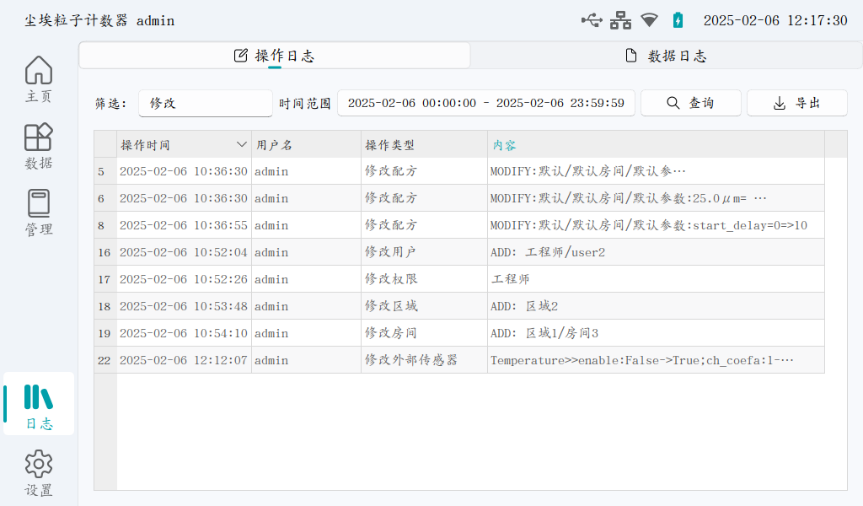 尘埃粒子计数器 admin
2025-02-06 12:17:30
主页
数据
管理
日志
设置
操作日志
数据日志
筛选: 修改 时间范围 2025-02-06 00:00:00 - 2025-02-06 23:59:59 查询 导出
操作时间 用户名 操作类型 内容
5 2025-02-06 10:36:30 admin 修改配方 MODIFY:默认/默认房间/默认参…
6 2025-02-06 10:36:30 admin 修改配方 MODIFY:默认/默认房间/默认参数:25.0μm= …
8 2025-02-06 10:36:55 admin 修改配方 MODIFY:默认/默认房间/默认参数:start_delay=0=>10
16 2025-02-06 10:52:04 admin 修改用户 ADD: 工程师/user2
17 2025-02-06 10:52:26 admin 修改权限 工程师
18 2025-02-06 10:53:48 admin 修改区域 ADD: 区域2
19 2025-02-06 10:54:10 admin 修改房间 ADD: 区域1/房间3
22 2025-02-06 12:12:07 admin 修改外部传感器 Temperature>>enable:False->True;ch_coefa:1-…